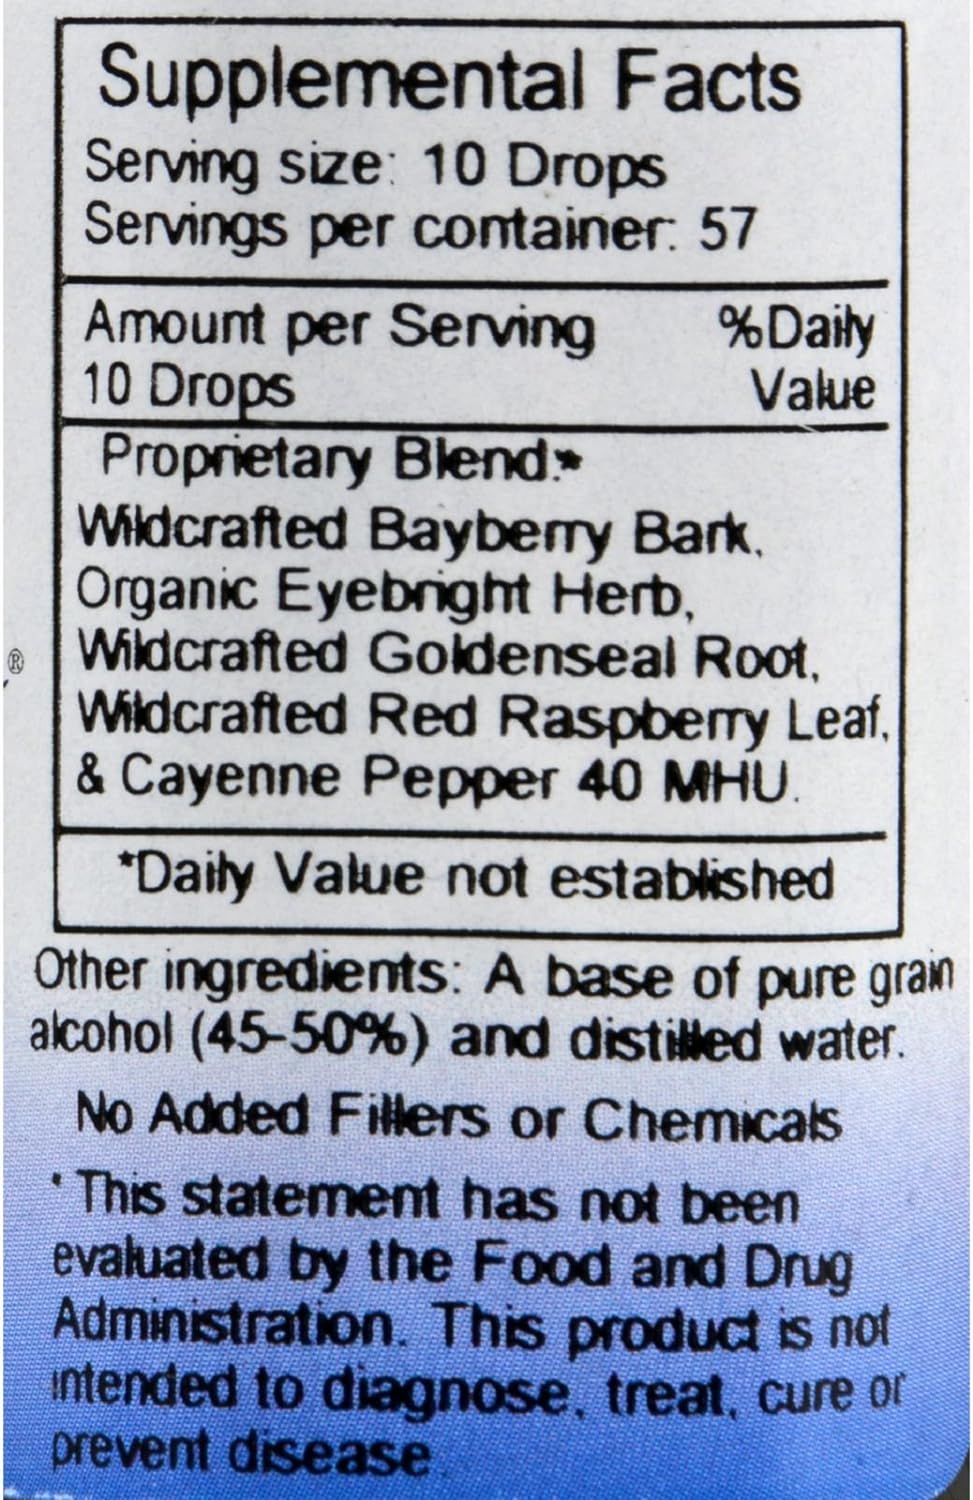 Supplemental Facts
Serving size: 10 Drops
Servings per container: 57
Amount per Serving %Daily
10 Drops Value
Proprietary Blend:*
Wildcrafted Bayberry Bark,
Organic Eyebright Herb,
Wildcrafted Goldenseal Root,
Wildcrafted Red Raspberry Leaf,
& Cayenne Pepper 40 MHU.
*Daily Value not established
®
Other ingredients: A base of pure grain
alcohol (45-50%) and distilled water.
No Added Fillers or Chemicals
* This statement has not been
evaluated by the Food and Drug
Administration. This product is not
intended to diagnose, treat, cure or
prevent disease.